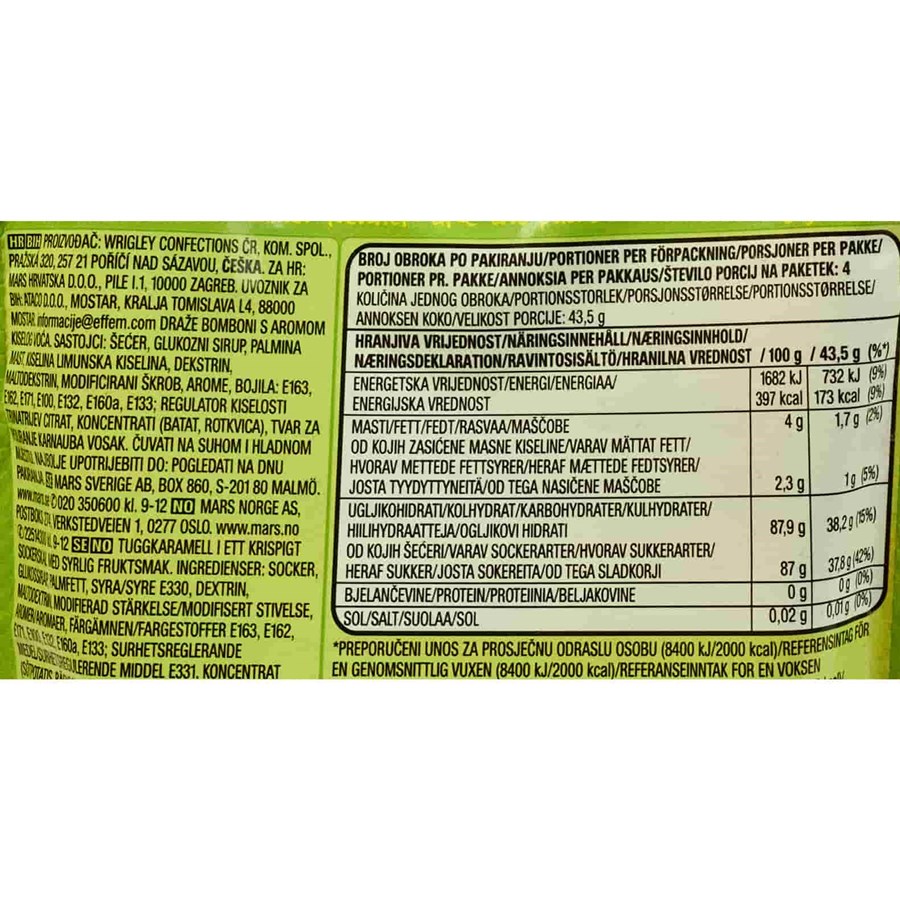 HR BIH PROIZVOĐAČ: WRIGLEY CONFECTIONS ČR, KOM. SPOL.,
PRAŽSKÁ 320, 257 21 POŘÍČÍ NAD SÁZAVOU, ČEŠKA. ZA HR:
MARS HRVATSKA D.O.O., PILE I.1, 10000 ZAGREB. UVOZNIK ZA
BIH: ATACO D.O.O., MOSTAR, KRALJA TOMISLAVA L4, 88000
MOSTAR. informacije@effem.com DRAŽE BOMBONI S AROMOM
KISELOG VOĆA. SASTOJCI: ŠEĆER, GLUKOZNI SIRUP, PALMINA
MAST, KISELINA LIMUNSKA KISELINA, DEKSTRIN,
MALTODEKSTRIN, MODIFICIRANI ŠKROB, AROME, BOJILA: E163,
E162, E171, E100, E132, E160a, E133; REGULATOR KISELOSTI
TRINATRIJEV CITRAT, KONCENTRATI (BATAT, ROTKVICA), TVAR ZA
KARNAUBA VOSAK. ČUVATI NA SUHOM I HLADNOM
NAJBOLJE UPOTRIJEBITI DO: POGLEDATI NA DNU
MARS SVERIGE AB, BOX 860, S-201 80 MALMÖ.
020 350600 kl. 9-12 NO MARS NORGE AS,
VERKSTEDVEIEN 1, 0277 OSLO. www.mars.no
kl. 9-12 SE NO TUGGKARAMELL I ETT KRISPIGT
MED SYRLIG FRUKTSMAK. INGREDIENSER: SOCKER,
PALMFETT, SYRA/SYRE E330, DEXTRIN,
MODIFIERAD STÄRKELSE/MODIFISERT STIVELSE,
FÄRGÄMNEN/FARGESTOFFER E163, E162,
E171, E100, E132, E160a, E133; SURHETSREGLERANDE
MEDEL/SURHETSREGULERENDE MIDDEL E331, KONCENTRAT
BROJ OBROKA PO PAKIRANJU/PORTIONER PER FÖRPACKNING/PORSJONER PER PAKKE/
PORTIONER PR. PAKKE/ANNOKSIA PER PAKKAUS/ŠTEVILO PORCIJ NA PAKETEK: 4
KOLIČINA JEDNOG OBROKA/PORTIONSSTORLEK/PORSJONSSTØRRELSE/PORTIONSSTØRRELSE/
ANNOKSEN KOKO/VELIKOST PORCIJE: 43,5 g
HRANJIVA VRIJEDNOST/NÄRINGSINNEHÅLL/NÆRINGSINNHOLD/
NÆRINGSDEKLARATION/RAVINTOSISÄLTÖ/HRANILNA VREDNOST / 100 g / 43,5 g (%*)
ENERGETSKA VRIJEDNOST/ENERGI/ENERGIAA/ 1682 kJ 732 kJ (9%)
ENERGIJSKA VREDNOST 397 kcal 173 kcal (9%)
MASTI/FETT/FEDT/RASVAA/MAŠČOBE 4 g 1,7 g (2%)
OD KOJIH ZASIĆENE MASNE KISELINE/VARAV MÄTTAT FETT/
HVORAV METTEDE FETTSYRER/HERAF MÆTTEDE FEDTSYRER/
JOSTA TYYDYTTYNEITÄ/OD TEGA NASIČENE MAŠČOBE 2,3 g 1 g (5%)
UGLJIKOHIDRATI/KOLHYDRAT/KARBOHYDRATER/KULHYDRATER/
HIILIHYDRAATTEJA/OGLJIKOVI HIDRATI 87,9 g 38,2 g (15%)
OD KOJIH ŠEĆERI/VARAV SOCKERARTER/HVORAV SUKKERARTER/
HERAF SUKKER/JOSTA SOKEREITA/OD TEGA SLADKORJI 87 g 37,8 g (42%)
BJELANČEVINE/PROTEIN/PROTEIINIA/BELJAKOVINE 0 g 0 g (0%)
SOL/SALT/SUOLAA/SOL 0,02 g 0,01 g (0%)
*PREPORUČENI UNOS ZA PROSJEČNU ODRASLU OSOBU (8400 kJ/2000 kcal)/REFERENSINTAG FÖR
EN GENOMSNITTLIG VUXEN (8400 kJ/2000 kcal)/REFERANSEINNTAK FOR EN VOKSEN